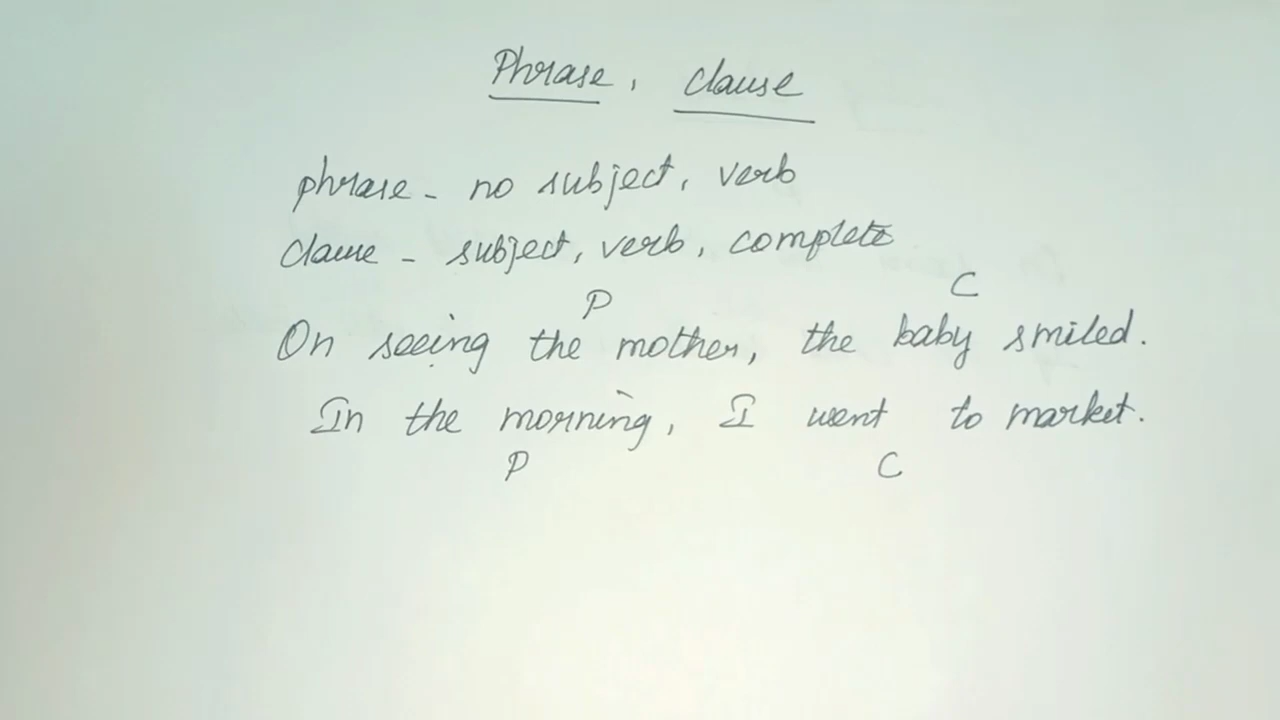 Phrase, clause
phrase - no subject, verb
clause - subject, verb, complete
P C
On seeing the mother, the baby smiled.
In the morning, I went to market.
P C